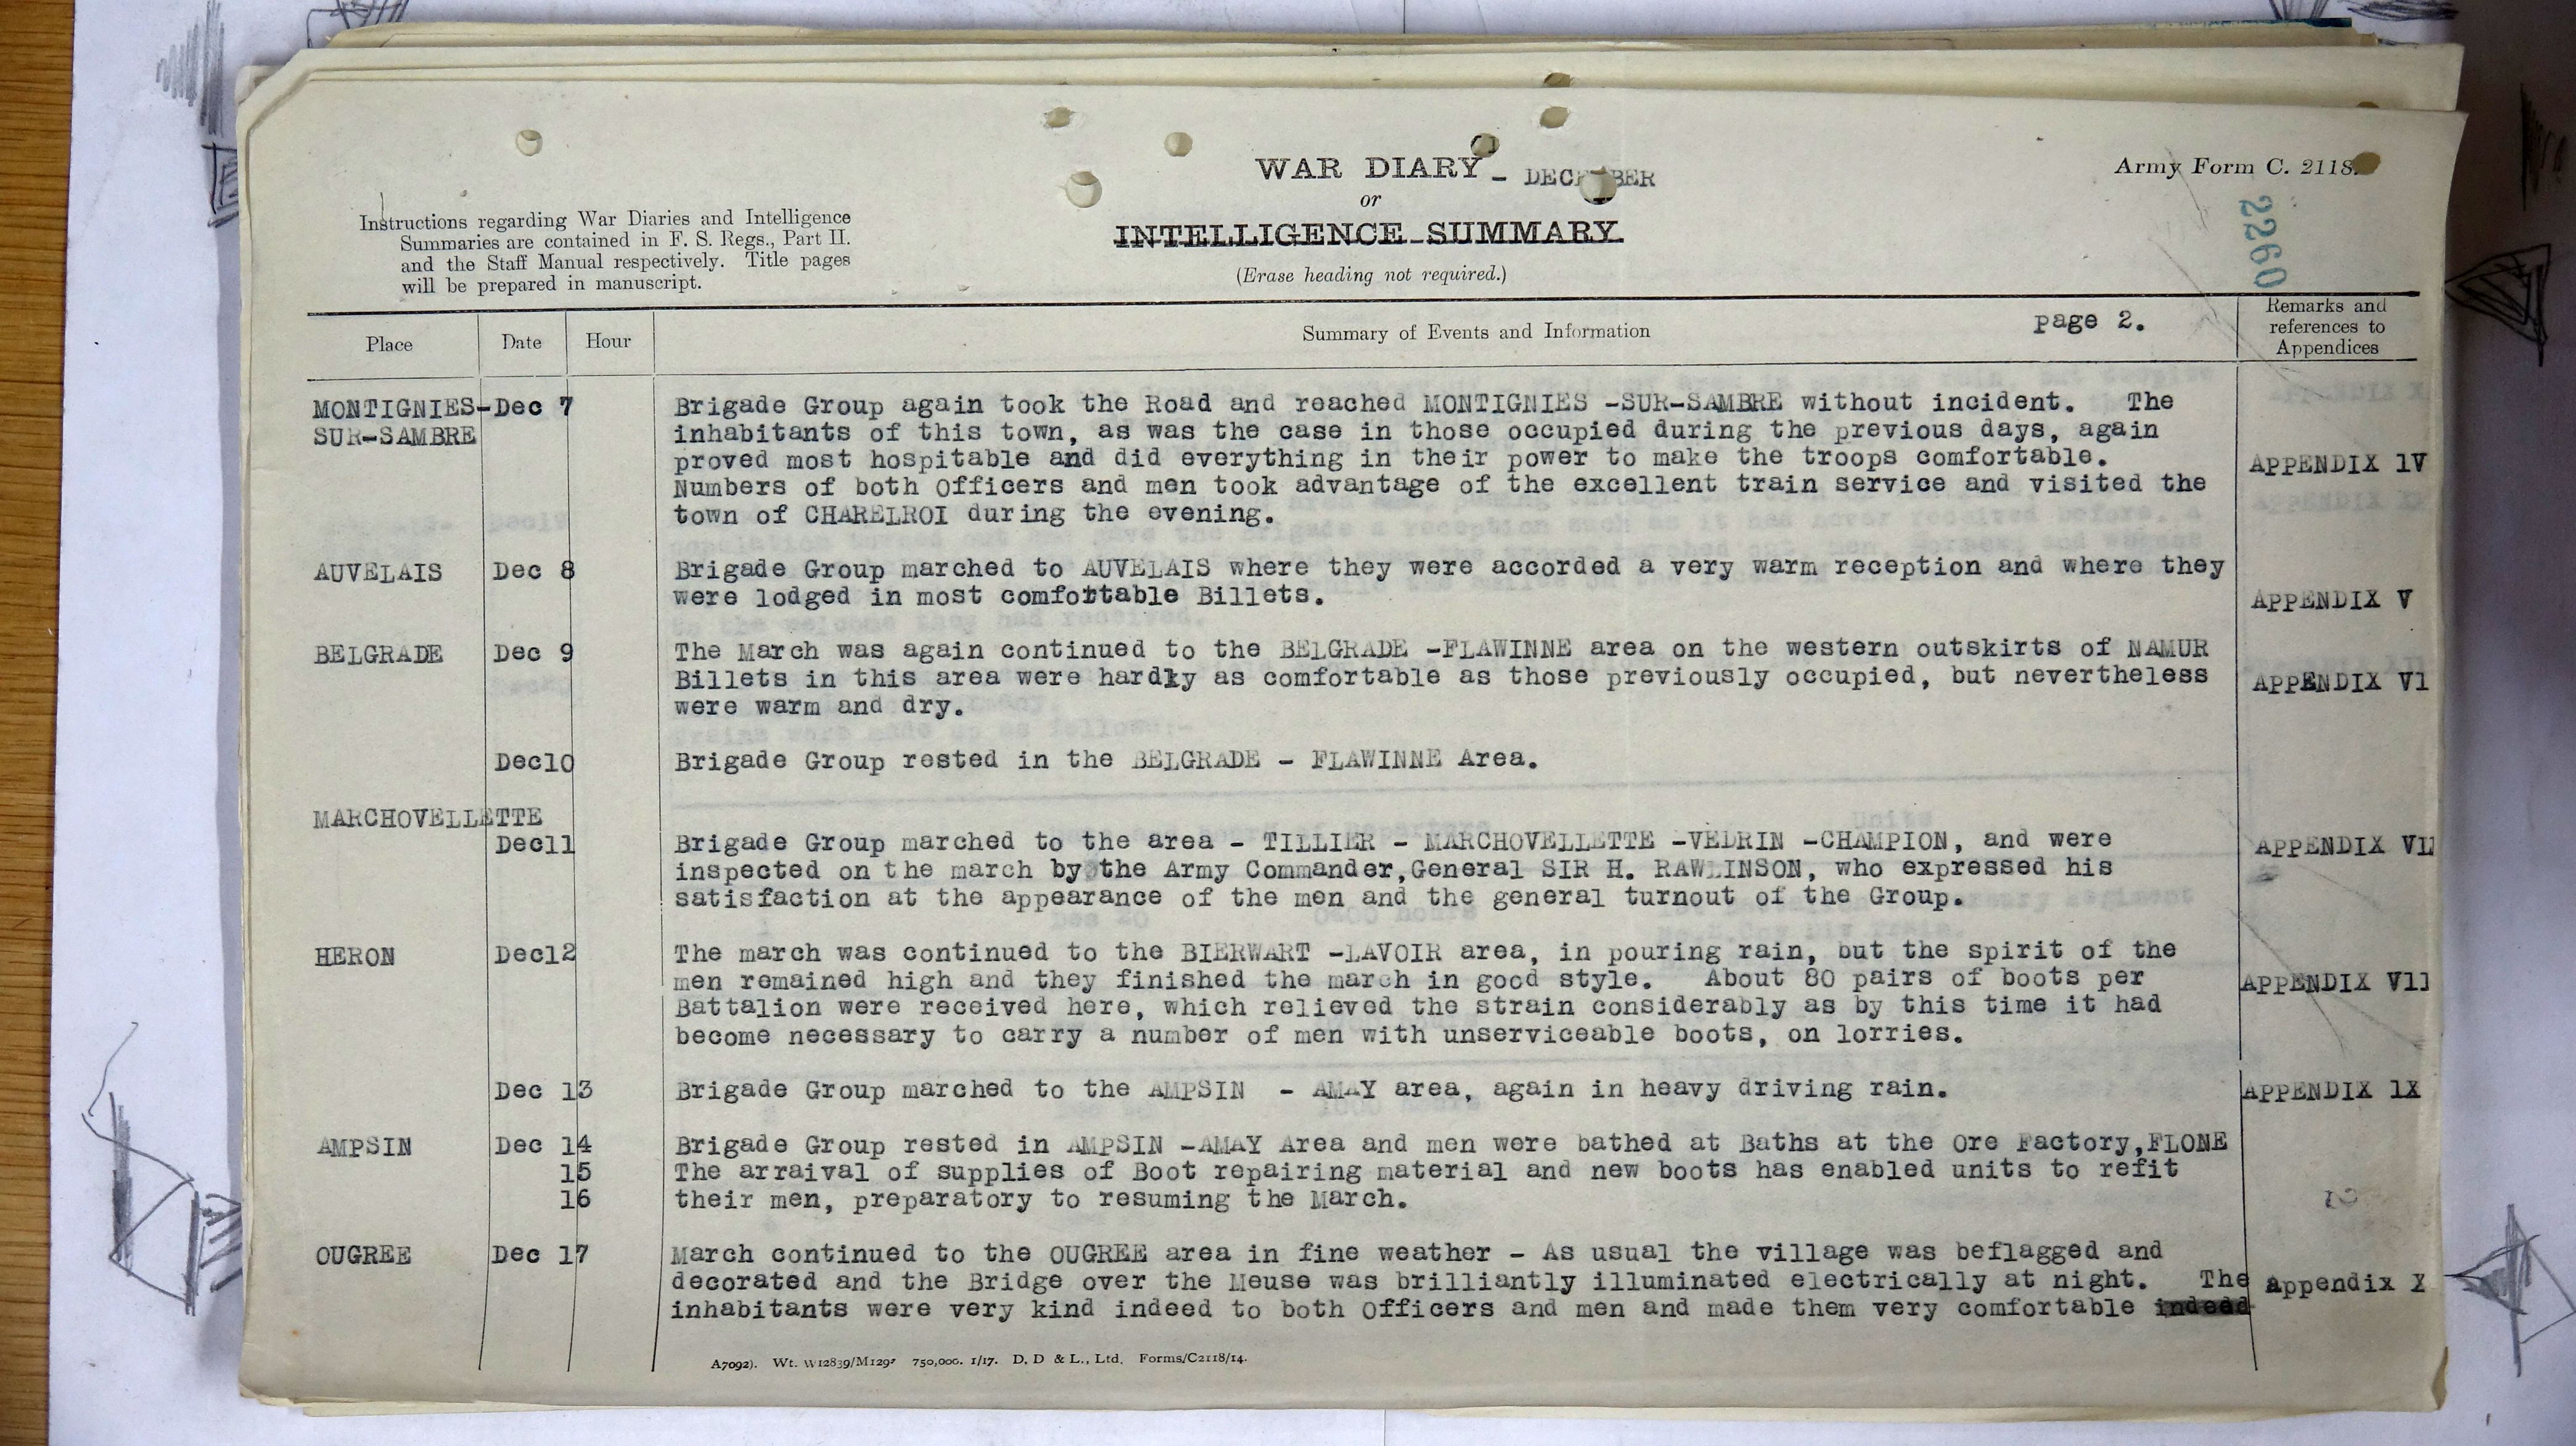 WAR DIARY - DECEMBER
or
INTELLIGENCE SUMMARY.
(Erase heading not required.)
Army Form C. 2118.
2260
Instructions regarding War Diaries and Intelligence
Summaries are contained in F. S. Regs., Part II.
and the Staff Manual respectively. Title pages
will be prepared in manuscript.
Place Date Hour Summary of Events and Information page 2. Remarks and
references to
Appendices
MONTIGNIES- Dec 7 Brigade Group again took the Road and reached MONTIGNIES -SUR-SAMBRE without incident. The
SUR-SAMBRE inhabitants of this town, as was the case in those occupied during the previous days, again
proved most hospitable and did everything in their power to make the troops comfortable. APPENDIX 1V
Numbers of both Officers and men took advantage of the excellent train service and visited the
town of CHARELROI during the evening.
AUVELAIS Dec 8 Brigade Group marched to AUVELAIS where they were accorded a very warm reception and where they
were lodged in most comfortable Billets. APPENDIX V
BELGRADE Dec 9 The March was again continued to the BELGRADE -FLAWINNE area on the western outskirts of NAMUR
Billets in this area were hardly as comfortable as those previously occupied, but nevertheless APPENDIX V1
were warm and dry.
Dec10 Brigade Group rested in the BELGRADE - FLAWINNE Area.
MARCHOVELLETTE
Dec11 Brigade Group marched to the area - TILLIER - MARCHOVELLETTE -VEDRIN -CHAMPION, and were APPENDIX V11
inspected on the march by the Army Commander,General SIR H. RAWLINSON, who expressed his
satisfaction at the appearance of the men and the general turnout of the Group.
HERON Dec12 The march was continued to the BIERWART -LAVOIR area, in pouring rain, but the spirit of the
men remained high and they finished the march in good style. About 80 pairs of boots per APPENDIX V11
Battalion were received here, which relieved the strain considerably as by this time it had
become necessary to carry a number of men with unserviceable boots, on lorries.
Dec 13 Brigade Group marched to the AMPSIN - AMAY area, again in heavy driving rain. APPENDIX 1X
AMPSIN Dec 14 Brigade Group rested in AMPSIN -AMAY Area and men were bathed at Baths at the Ore Factory,FLONE
15 The arraival of supplies of Boot repairing material and new boots has enabled units to refit
16 their men, preparatory to resuming the March.
OUGREE Dec 17 March continued to the OUGREE area in fine weather - As usual the village was beflagged and
decorated and the Bridge over the Meuse was brilliantly illuminated electrically at night. The Appendix X
inhabitants were very kind indeed to both Officers and men and made them very comfortable indeed
A7092). Wt. W12839/M1297 750,000. 1/17. D. D & L., Ltd. Forms/C2118/14.